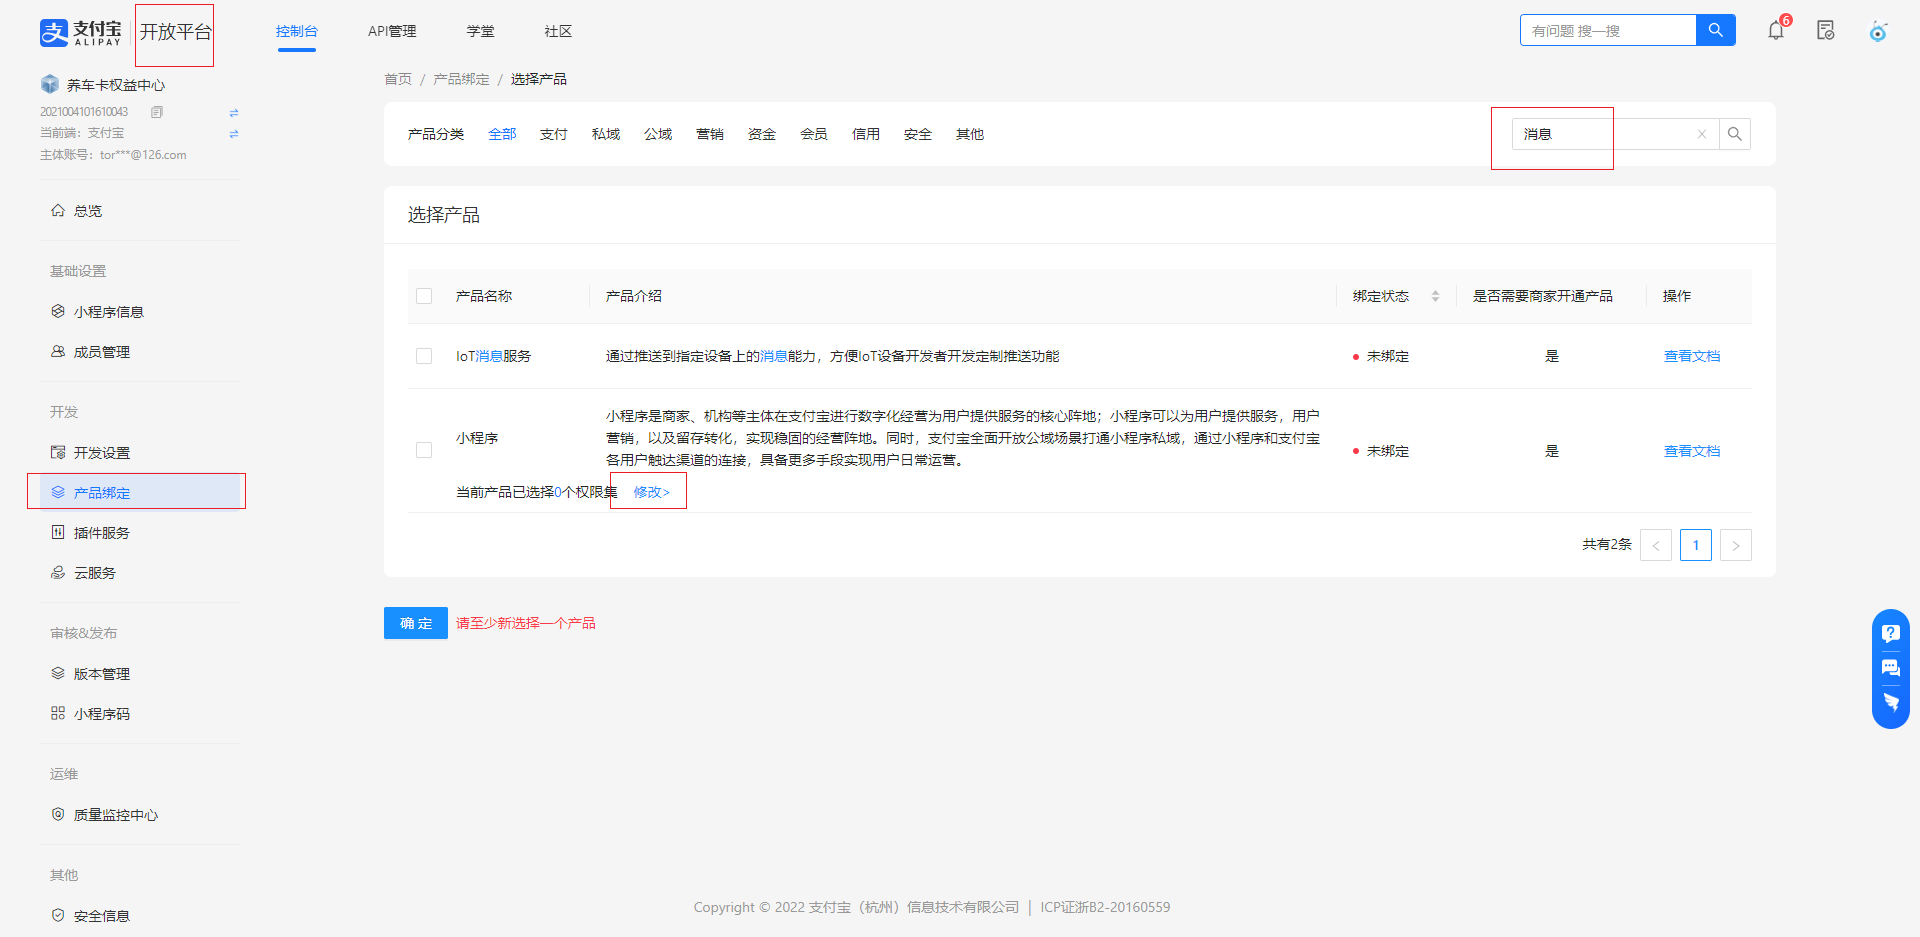 支付宝 ALIPAY 开放平台 控制台 API管理 学堂 社区 有问题 搜一搜 6
养车卡权益中心
2021004101610043
当前端：支付宝
主体账号：tor***@126.com
总览
基础设置
小程序信息
成员管理
开发
开发设置
产品绑定
插件服务
云服务
审核&发布
版本管理
小程序码
运维
质量监控中心
其他
安全信息
首页 / 产品绑定 / 选择产品
产品分类 全部 支付 私域 公域 营销 资金 会员 信用 安全 其他 消息
选择产品
产品名称 产品介绍 绑定状态 是否需要商家开通产品 操作
IoT消息服务 通过推送到指定设备上的消息能力，方便IoT设备开发者开发定制推送功能 未绑定 是 查看文档
小程序是商家、机构等主体在支付宝进行数字化经营为用户提供服务的核心阵地；小程序可以为用户提供服务，用户
小程序 营销，以及留存转化，实现稳固的经营阵地。同时，支付宝全面开放公域场景打通小程序私域，通过小程序和支付宝 未绑定 是 查看文档
各用户触达渠道的连接，具备更多手段实现用户日常运营。
当前产品已选择0个权限集 修改>
共有2条 < 1 >
确 定 请至少新选择一个产品
Copyright © 2022 支付宝（杭州）信息技术有限公司 | ICP证浙B2-20160559